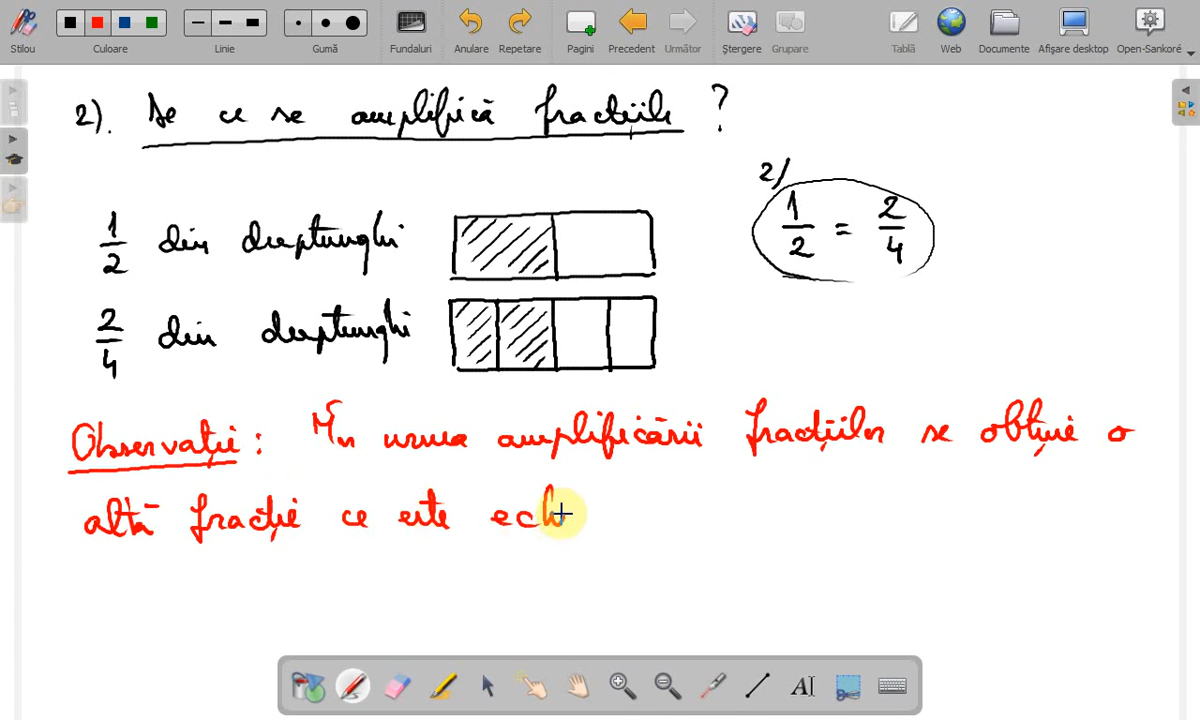 Stilou Culoare Linie Gumă Fundaluri Anulare Repetare Pagini Precedent Următor Ștergere Grupare Tablă Web Documente Afişare desktop Open-Sankoré
2). De ce se amplifică fracțiile ?
1/2 din dreptunghi
2/ 1/2 = 2/4
2/4 din dreptunghi
Observație: În urma amplificării fracțiilor se obține o
altă fracție ce este ech